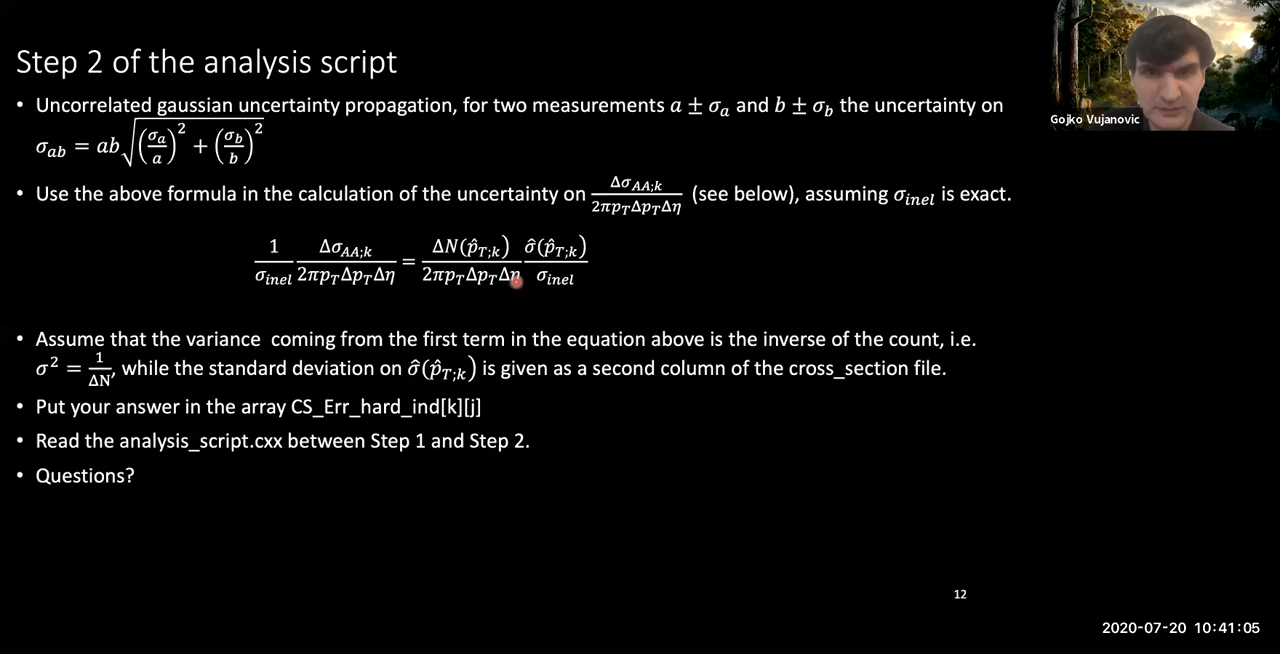 Step 2 of the analysis script
• Uncorrelated gaussian uncertainty propagation, for two measurements a ± σ_a and b ± σ_b the uncertainty on
σ_ab = ab√((σ_a/a)² + (σ_b/b)²)
• Use the above formula in the calculation of the uncertainty on Δσ_AA;k / 2πp_TΔp_TΔη (see below), assuming σ_inel is exact.
1/σ_inel Δσ_AA;k / 2πp_TΔp_TΔη = ΔN(p̂_T;k) / 2πp_TΔp_TΔη σ̂(p̂_T;k) / σ_inel
• Assume that the variance coming from the first term in the equation above is the inverse of the count, i.e.
σ² = 1/ΔN, while the standard deviation on σ̂(p̂_T;k) is given as a second column of the cross_section file.
• Put your answer in the array CS_Err_hard_ind[k][j]
• Read the analysis_script.cxx between Step 1 and Step 2.
• Questions?
Gojko Vujanovic
12
2020-07-20 10:41:05